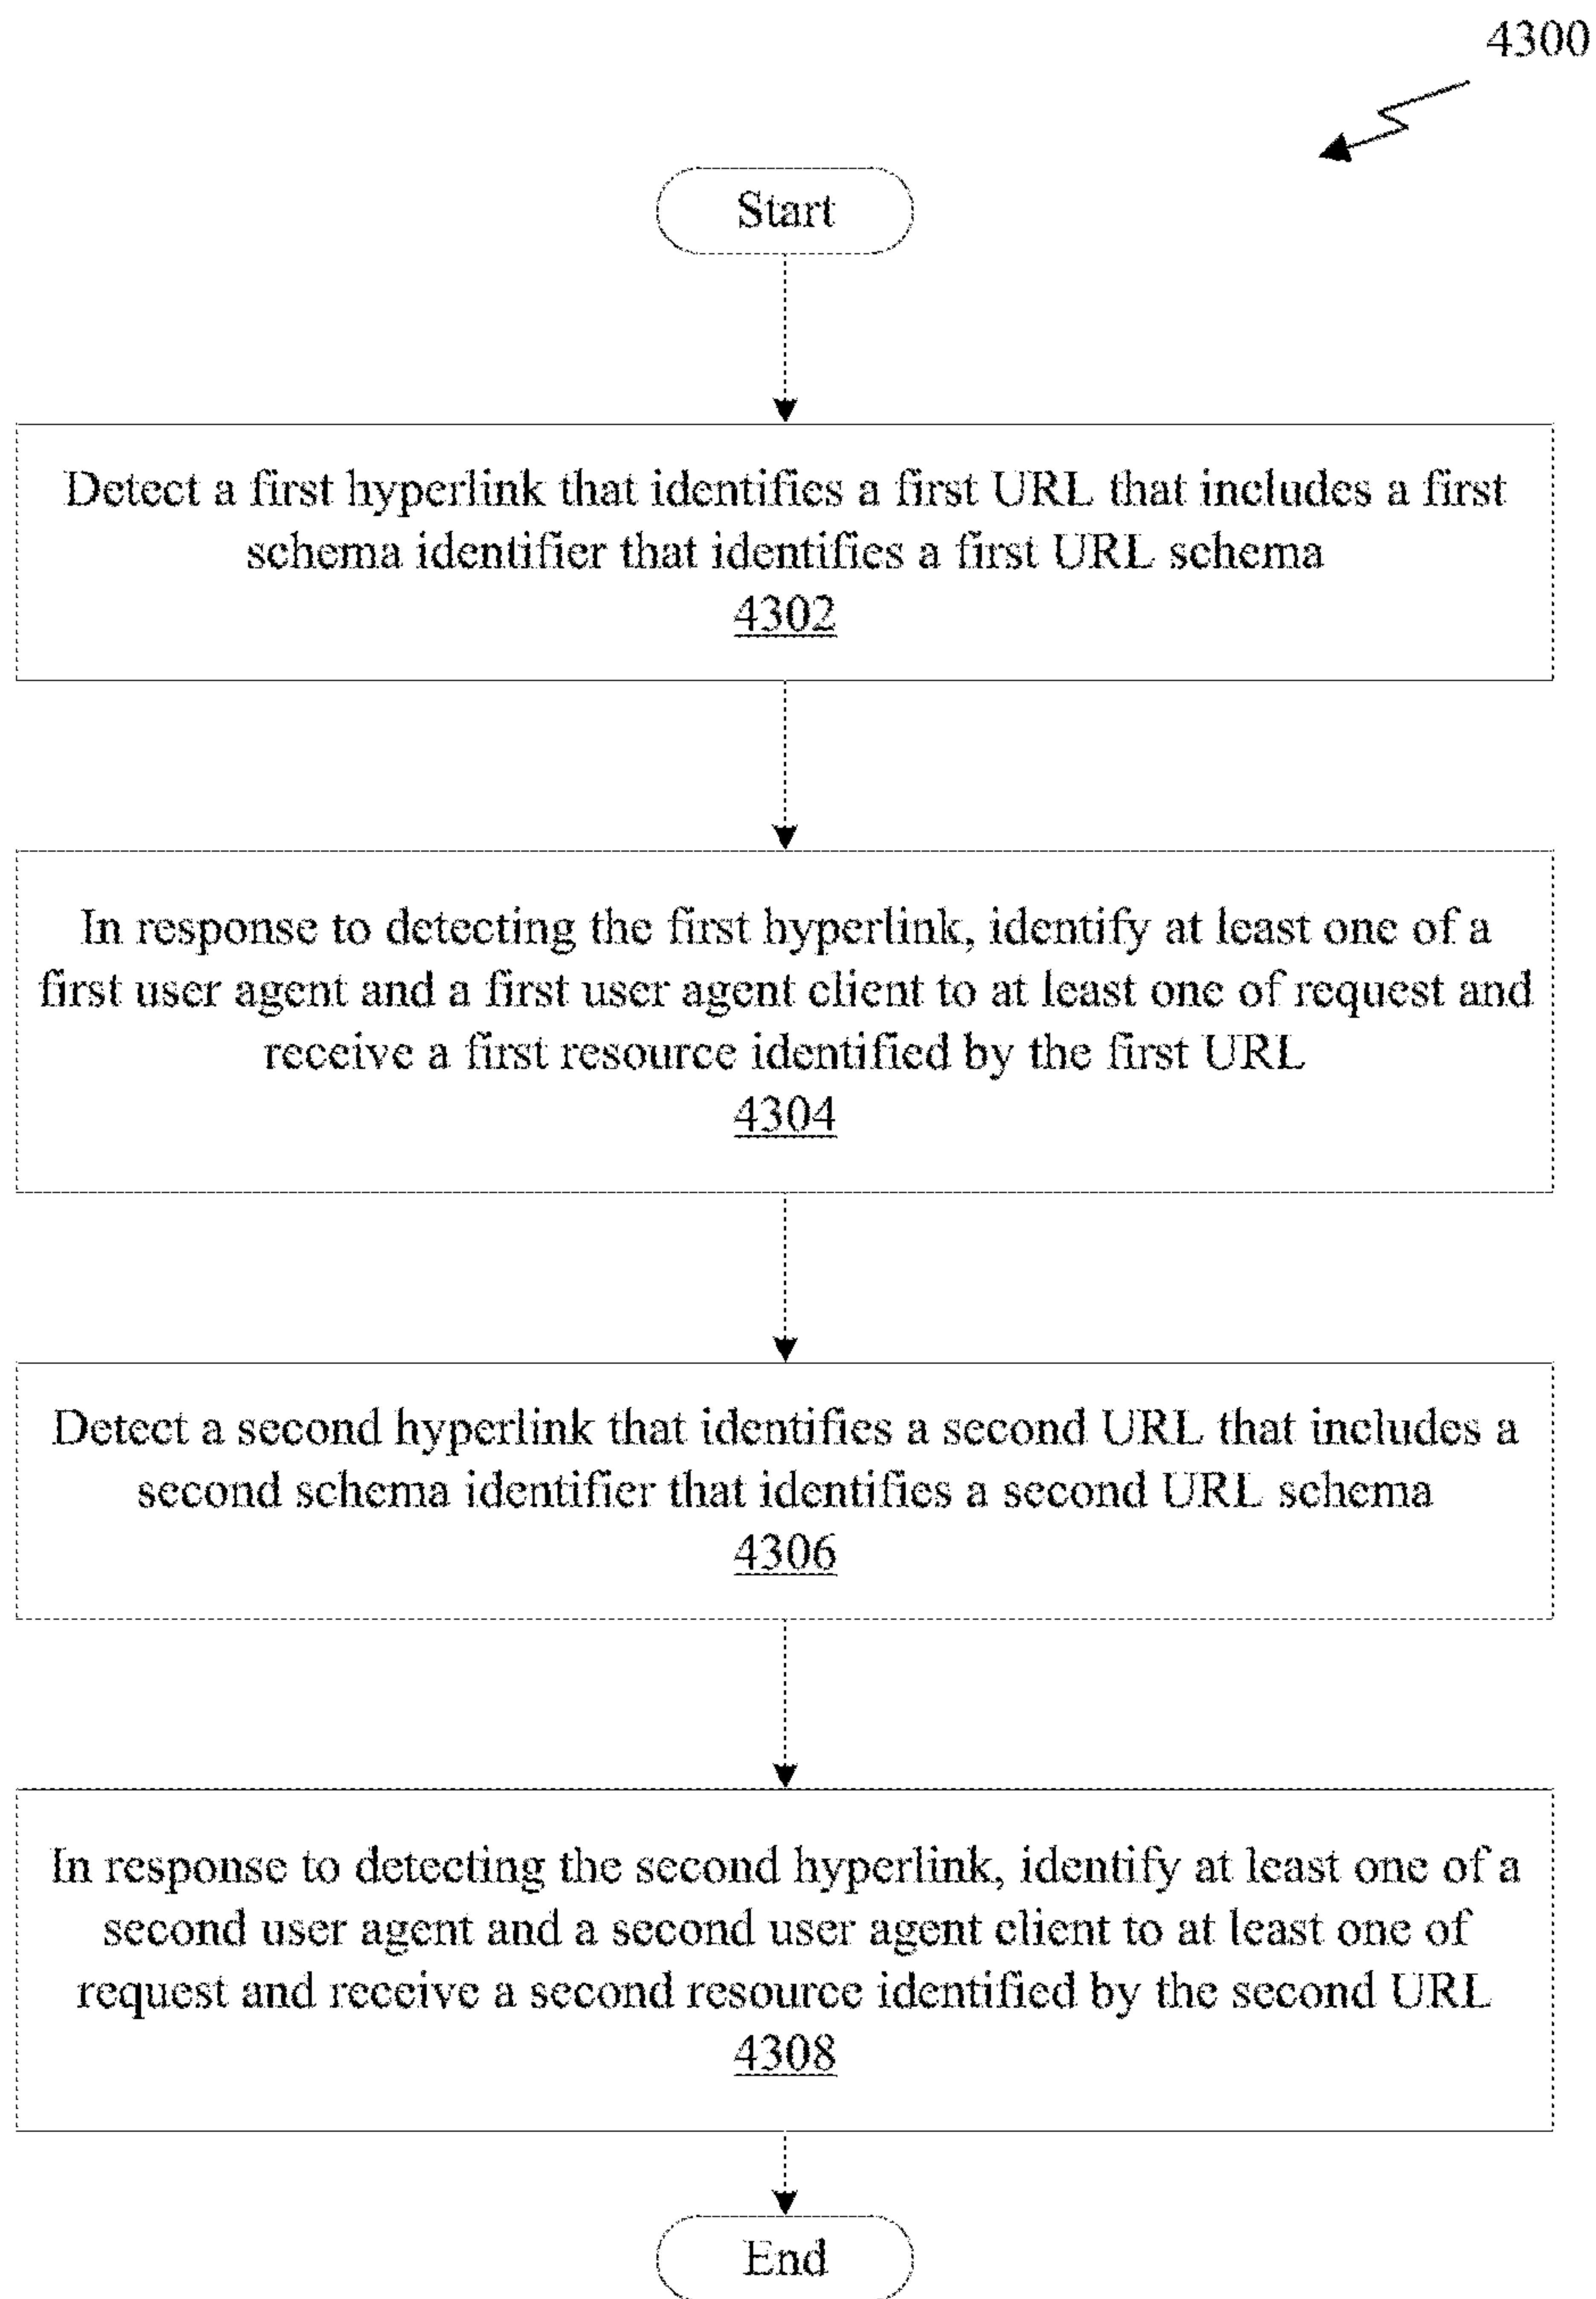 4300
Start
Detect a first hyperlink that identifies a first URL that includes a first
schema identifier that identifies a first URL schema
4302
In response to detecting the first hyperlink, identify at least one of a
first user agent and a first user agent client to at least one of request and
receive a first resource identified by the first URL
4304
Detect a second hyperlink that identifies a second URL that includes a
second schema identifier that identifies a second URL schema
4306
In response to detecting the second hyperlink, identify at least one of a
second user agent and a second user agent client to at least one of
request and receive a second resource identified by the second URL
4308
End